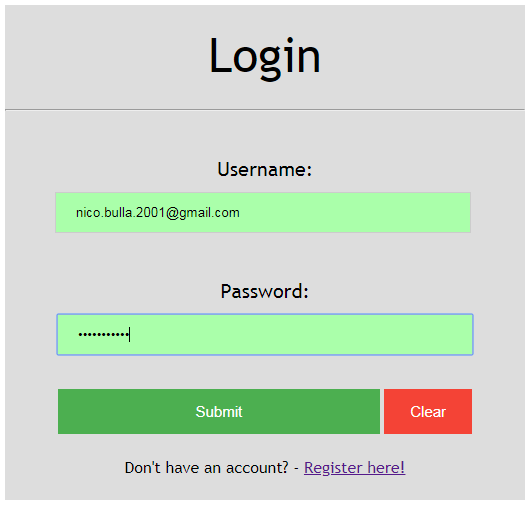 Login
Username:
nico.bulla.2001@gmail.com
Password:
•••••••••••
Submit Clear
Don't have an account? - Register here!